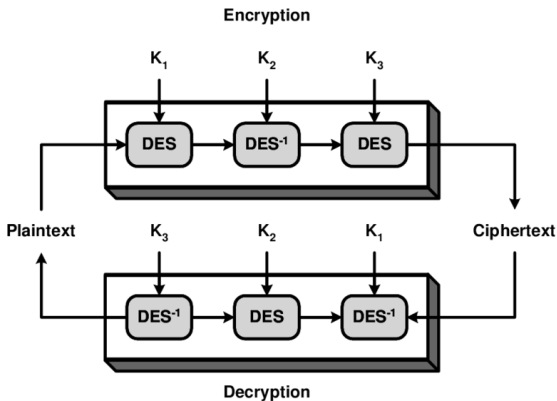 Encryption
K₁ K₂ K₃
DES DES⁻¹ DES
Plaintext Ciphertext
K₃ K₂ K₁
DES⁻¹ DES DES⁻¹
Decryption